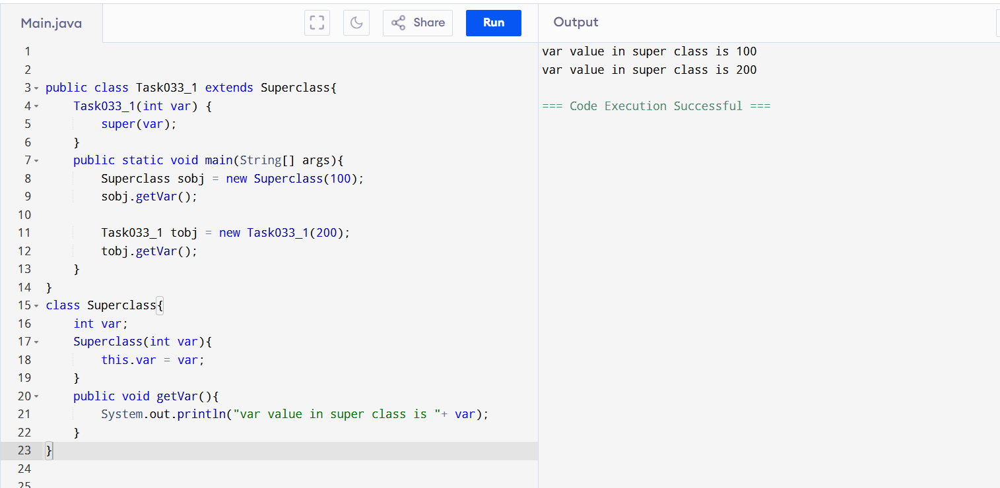 Main.java
Share
Run
Output
1
2
3 public class Task033_1 extends Superclass{
4     Task033_1(int var) {
5         super(var);
6     }
7     public static void main(String[] args){
8         Superclass sobj = new Superclass(100);
9         sobj.getVar();
10
11         Task033_1 tobj = new Task033_1(200);
12         tobj.getVar();
13     }
14 }
15 class Superclass{
16     int var;
17     Superclass(int var){
18         this.var = var;
19     }
20     public void getVar(){
21         System.out.println("var value in super class is "+ var);
22     }
23 }
24
25
var value in super class is 100
var value in super class is 200
=== Code Execution Successful ===